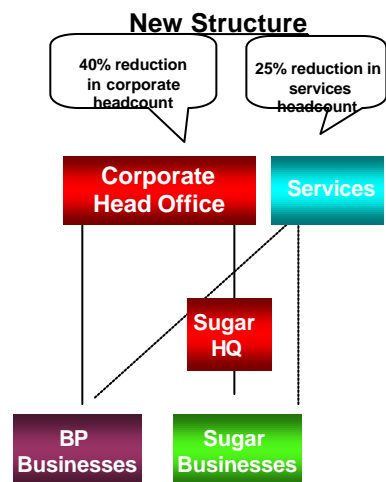 New Structure
40% reduction
in corporate
headcount
25% reduction in
services
headcount
Corporate
Head Office
Services
Sugar
HQ
BP
Businesses
Sugar
Businesses